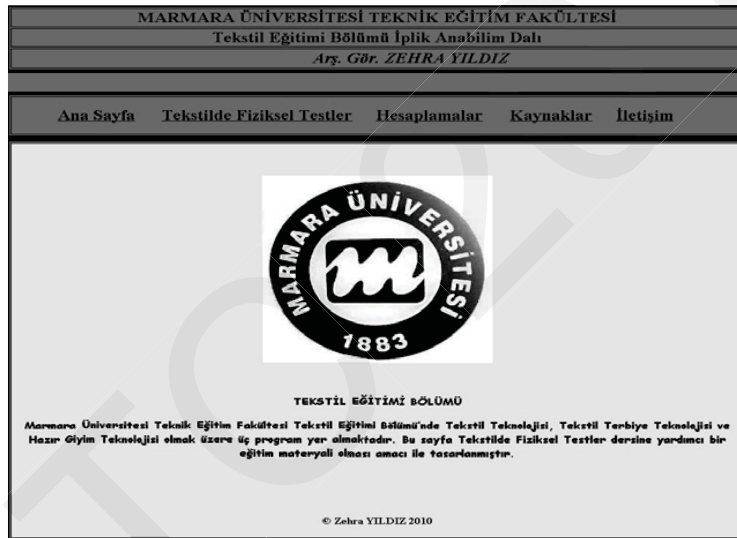 MARMARA ÜNİVERSİTESİ TEKNİK EĞİTİM FAKÜLTESİ
Tekstil Eğitimi Bölümü İplik Anabilim Dalı
Arş. Gör. ZEHRA YILDIZ
Ana Sayfa Tekstilde Fiziksel Testler Hesaplamalar Kaynaklar İletişim
MARMARA ÜNİVERSİTESİ
1883
TEKSTİL EĞİTİMİ BÖLÜMÜ
Marmara Üniversitesi Teknik Eğitim Fakültesi Tekstil Eğitimi Bölümü'nde Tekstil Teknolojisi, Tekstil Terbiye Teknolojisi ve
Hazır Giyim Teknolojisi olmak üzere üç program yer almaktadır. Bu sayfa Tekstilde Fiziksel Testler dersine yardımcı bir
eğitim materyali olması amacı ile tasarlanmıştır.
© Zehra YILDIZ 2010